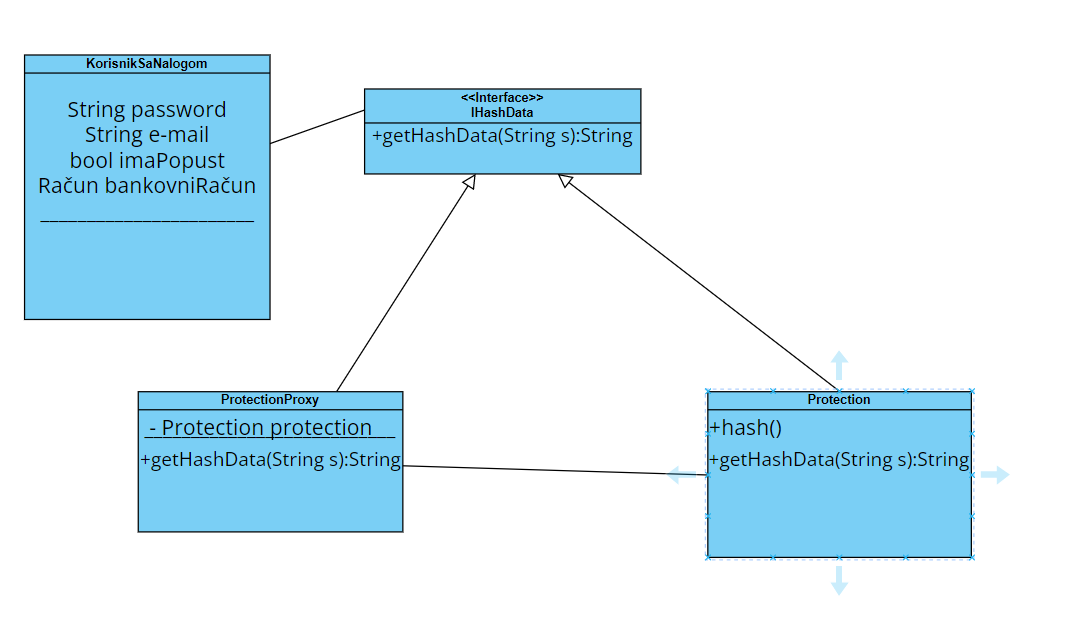 KorisnikSaNalogom
String password
String e-mail
bool imaPopust
Račun bankovniRačun
<<Interface>>
IHashData
+getHashData(String s):String
ProtectionProxy
- Protection protection
+getHashData(String s):String
Protection
+hash()
+getHashData(String s):String